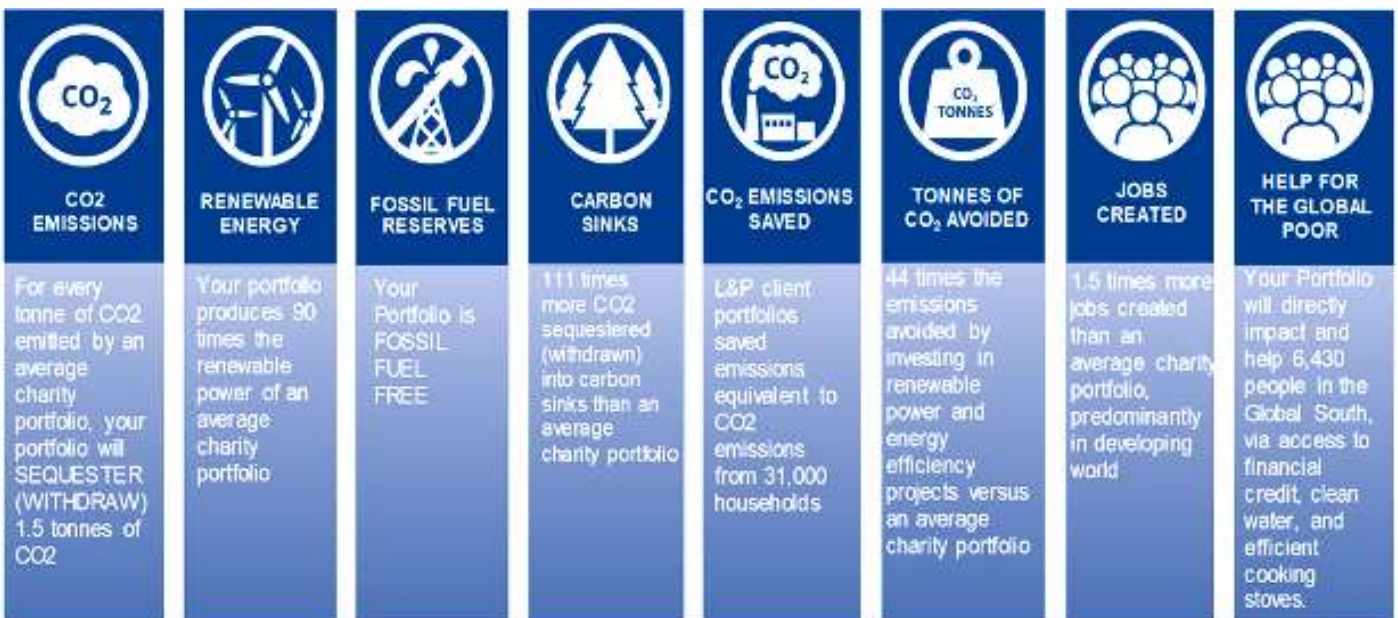 CO₂
CO2
EMISSIONS
For every
tonne of CO2
emitted by an
average
charity
portfolio, your
portfolio will
SEQUESTER
(WITHDRAW)
1.5 tonnes of
CO2
RENEWABLE
ENERGY
Your portfolio
produces 90
times the
renewable
power of an
average
charity
portfolio
FOSSIL FUEL
RESERVES
Your
Portfolio is
FOSSIL
FUEL
FREE
CARBON
SINKS
111 times
more CO2
sequestered
(withdrawn)
into carbon
sinks than an
average
charity portfolio
CO₂
CO₂ EMISSIONS
SAVED
L&P client
portfolios
saved
emissions
equivalent to
CO2
emissions
from 31,000
households
CO₂
TONNES
TONNES OF
CO₂ AVOIDED
44 times the
emissions
avoided by
investing in
renewable
power and
energy
efficiency
projects versus
an average
charity portfolio
JOBS
CREATED
1.5 times more
jobs created
than an
average charity
portfolio,
predominantly
in developing
world
HELP FOR
THE GLOBAL
POOR
Your Portfolio
will directly
impact and
help 6,430
people in the
Global South,
via access to
financial
credit, clean
water, and
efficient
cooking
stoves.